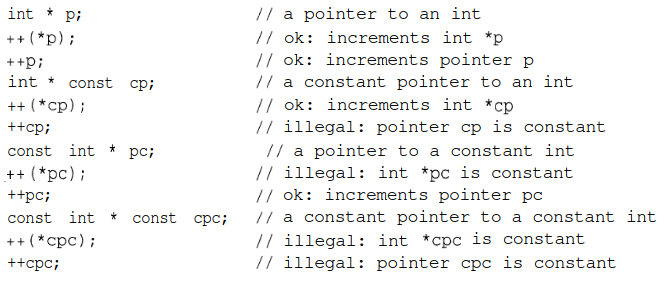 int * p; // a pointer to an int
++(*p); // ok: increments int *p
++p; // ok: increments pointer p
int * const cp; // a constant pointer to an int
++(*cp); // ok: increments int *cp
++cp; // illegal: pointer cp is constant
const int * pc; // a pointer to a constant int
++(*pc); // illegal: int *pc is constant
++pc; // ok: increments pointer pc
const int * const cpc; // a constant pointer to a constant int
++(*cpc); // illegal: int *cpc is constant
++cpc; // illegal: pointer cpc is constant